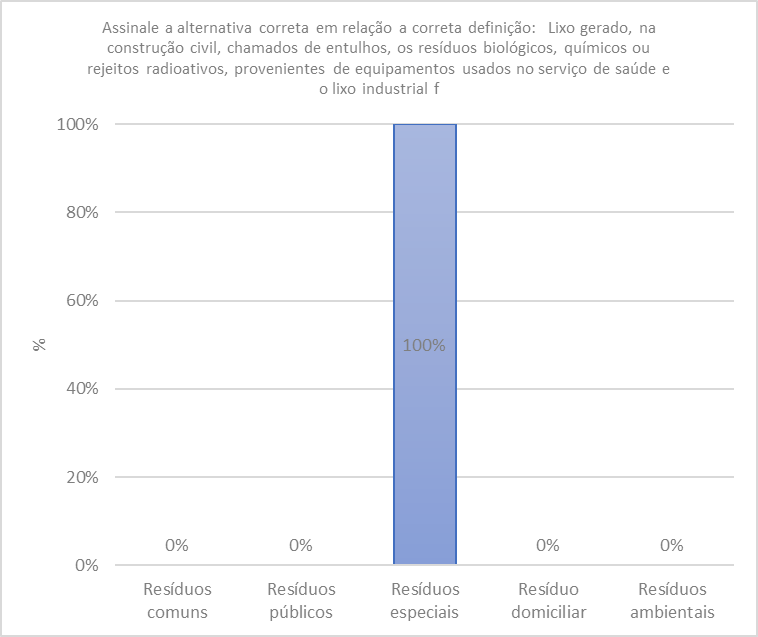 Assinale a alternativa correta em relação a correta definição:  Lixo gerado, na
construção civil, chamados de entulhos, os resíduos biológicos, químicos ou
rejeitos radioativos, provenientes de equipamentos usados no serviço de saúde e
o lixo industrial f
100%
80%
60%
40%
20%
0%
%
0%
0%
100%
0%
0%
Resíduos
comuns
Resíduos
públicos
Resíduos
especiais
Resíduo
domiciliar
Resíduos
ambientais